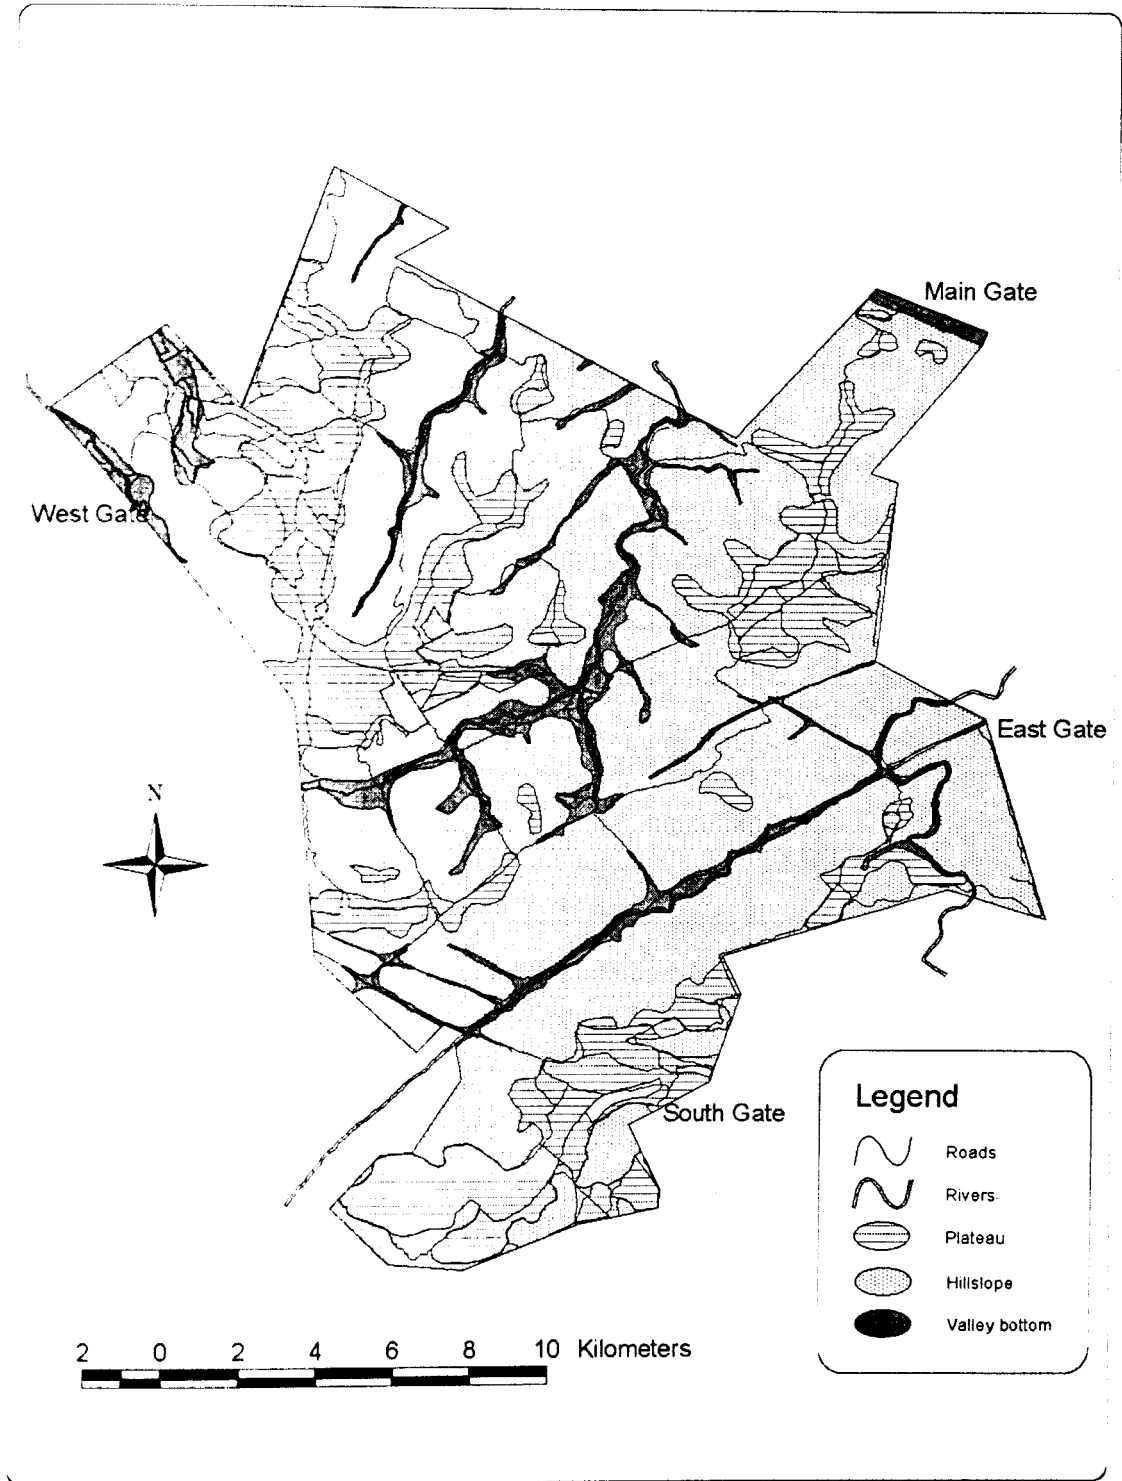 Main Gate
West Gate
East Gate
N
South Gate
Legend
Roads
Rivers
Plateau
Hillslope
Valley bottom
2 0 2 4 6 8 10 Kilometers